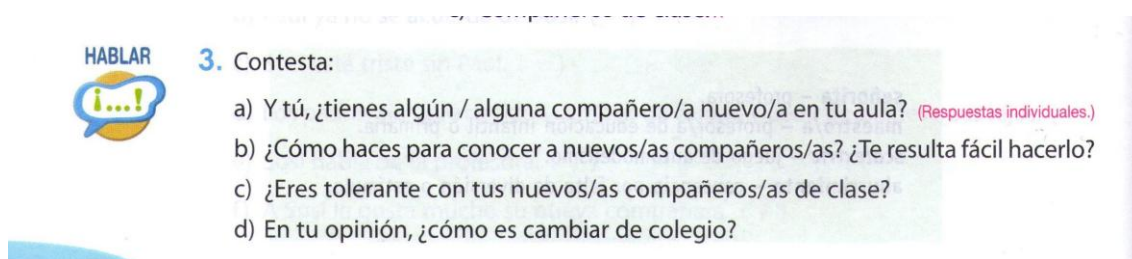 HABLAR
¡...!
3. Contesta:
a) Y tú, ¿tienes algún / alguna compañero/a nuevo/a en tu aula? (Respuestas individuales.)
b) ¿Cómo haces para conocer a nuevos/as compañeros/as? ¿Te resulta fácil hacerlo?
c) ¿Eres tolerante con tus nuevos/as compañeros/as de clase?
d) En tu opinión, ¿cómo es cambiar de colegio?